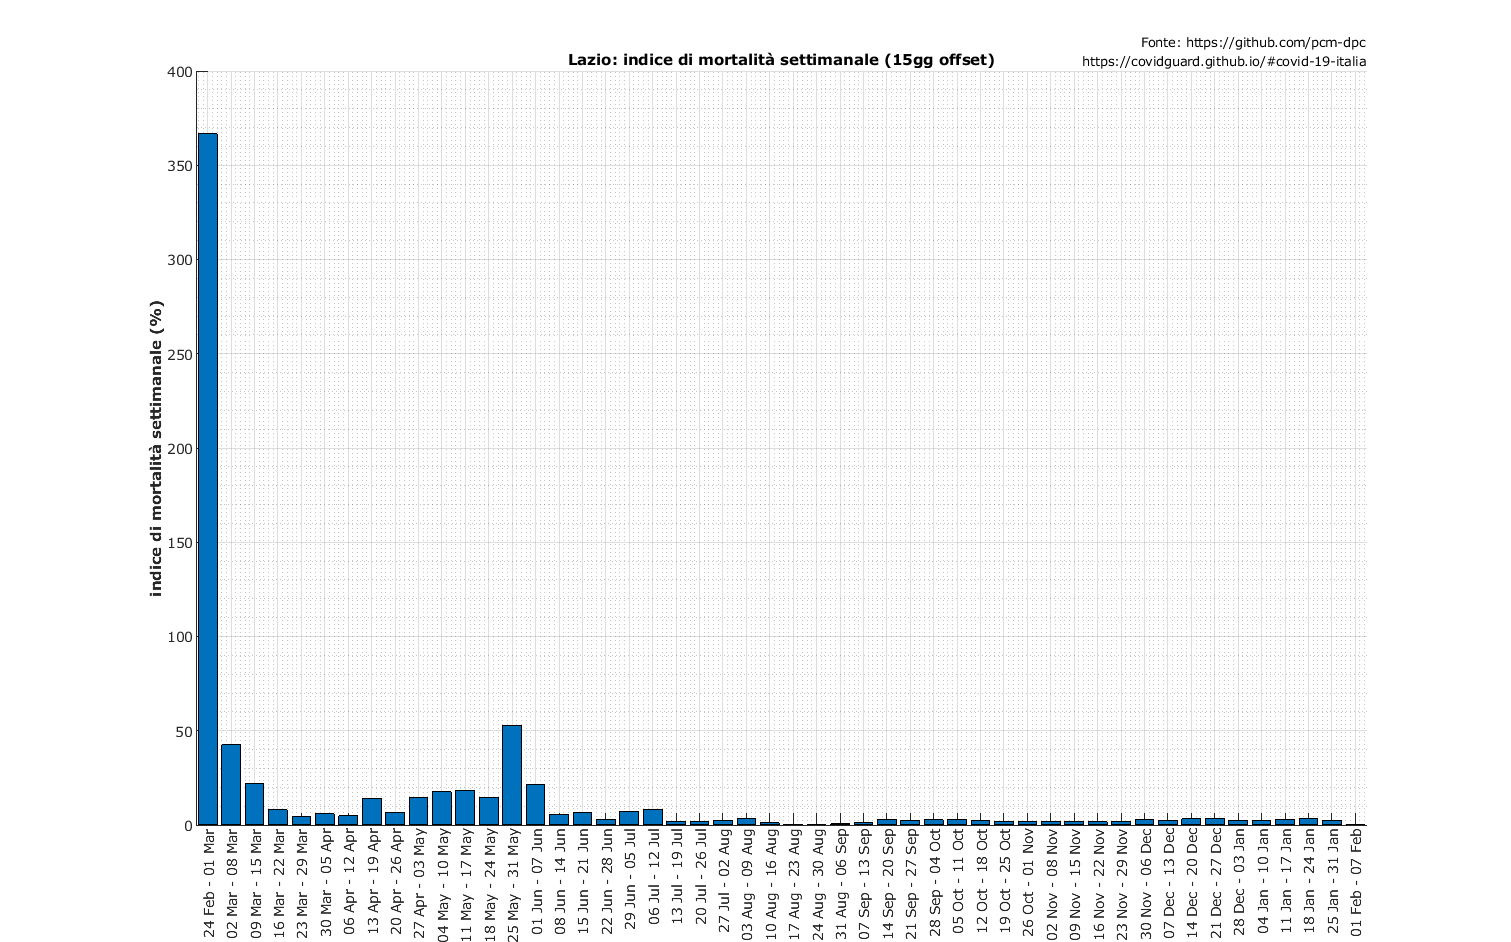 Fonte: https://github.com/pcm-dpc
Lazio: indice di mortalità settimanale (15gg offset)
https://covidguard.github.io/#covid-19-italia
indice di mortalità settimanale (%)
400
350
300
250
200
150
100
50
0
24 Feb - 01 Mar
02 Mar - 08 Mar
09 Mar - 15 Mar
16 Mar - 22 Mar
23 Mar - 29 Mar
30 Mar - 05 Apr
06 Apr - 12 Apr
13 Apr - 19 Apr
20 Apr - 26 Apr
27 Apr - 03 May
04 May - 10 May
11 May - 17 May
18 May - 24 May
25 May - 31 May
01 Jun - 07 Jun
08 Jun - 14 Jun
15 Jun - 21 Jun
22 Jun - 28 Jun
29 Jun - 05 Jul
06 Jul - 12 Jul
13 Jul - 19 Jul
20 Jul - 26 Jul
27 Jul - 02 Aug
03 Aug - 09 Aug
10 Aug - 16 Aug
17 Aug - 23 Aug
24 Aug - 30 Aug
31 Aug - 06 Sep
07 Sep - 13 Sep
14 Sep - 20 Sep
21 Sep - 27 Sep
28 Sep - 04 Oct
05 Oct - 11 Oct
12 Oct - 18 Oct
19 Oct - 25 Oct
26 Oct - 01 Nov
02 Nov - 08 Nov
09 Nov - 15 Nov
16 Nov - 22 Nov
23 Nov - 29 Nov
30 Nov - 06 Dec
07 Dec - 13 Dec
14 Dec - 20 Dec
21 Dec - 27 Dec
28 Dec - 03 Jan
04 Jan - 10 Jan
11 Jan - 17 Jan
18 Jan - 24 Jan
25 Jan - 31 Jan
01 Feb - 07 Feb